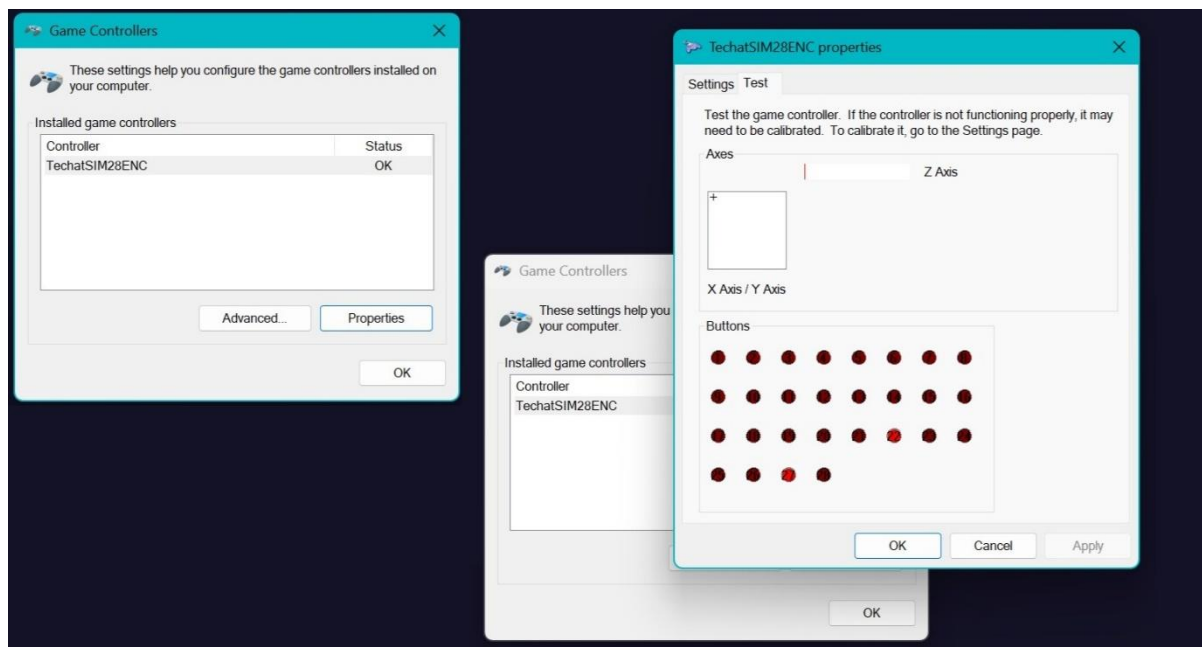 Game Controllers
These settings help you configure the game controllers installed on
your computer.
Installed game controllers
Controller Status
TechatSIM28ENC OK
Advanced... Properties
OK
Game Controllers
These settings help you
your computer.
Installed game controllers
Controller
TechatSIM28ENC
OK
TechatSIM28ENC properties
Settings Test
Test the game controller. If the controller is not functioning properly, it may
need to be calibrated. To calibrate it, go to the Settings page.
Axes
Z Axis
X Axis / Y Axis
Buttons
22
27
OK Cancel Apply